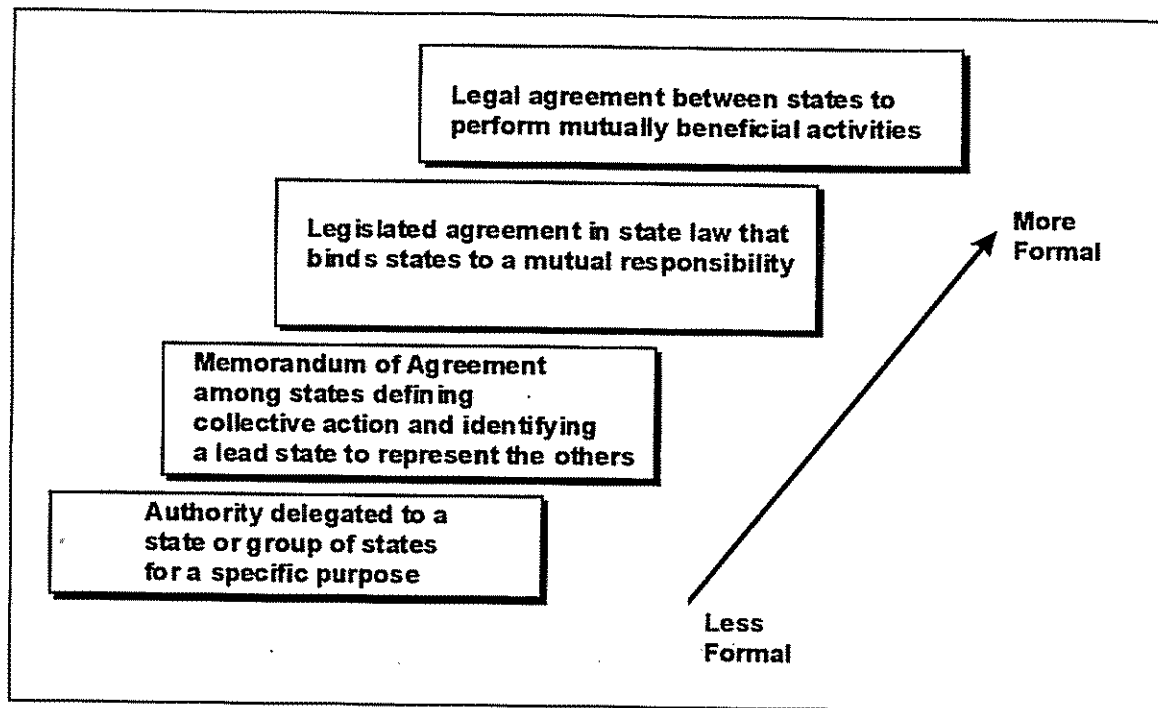 Legal agreement between states to
perform mutually beneficial activities
Legislated agreement in state law that
binds states to a mutual responsibility
More
Formal
Memorandum of Agreement
among states defining
collective action and identifying
a lead state to represent the others
Authority delegated to a
state or group of states
for a specific purpose
Less
Formal